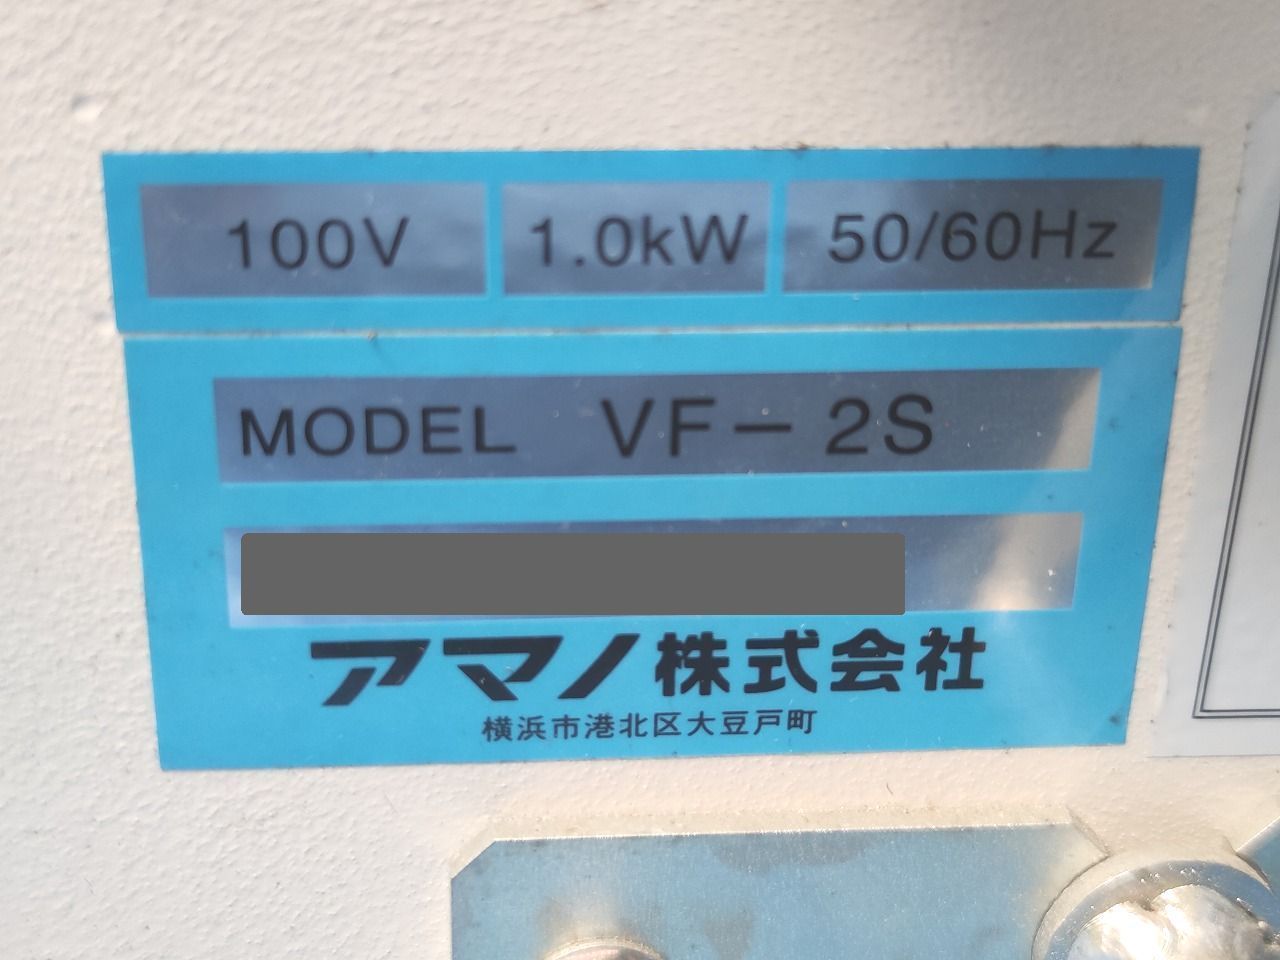 100V 1.0kW 50/60Hz
MODEL VF-2S
アマノ株式会社
横浜市港北区大豆戸町